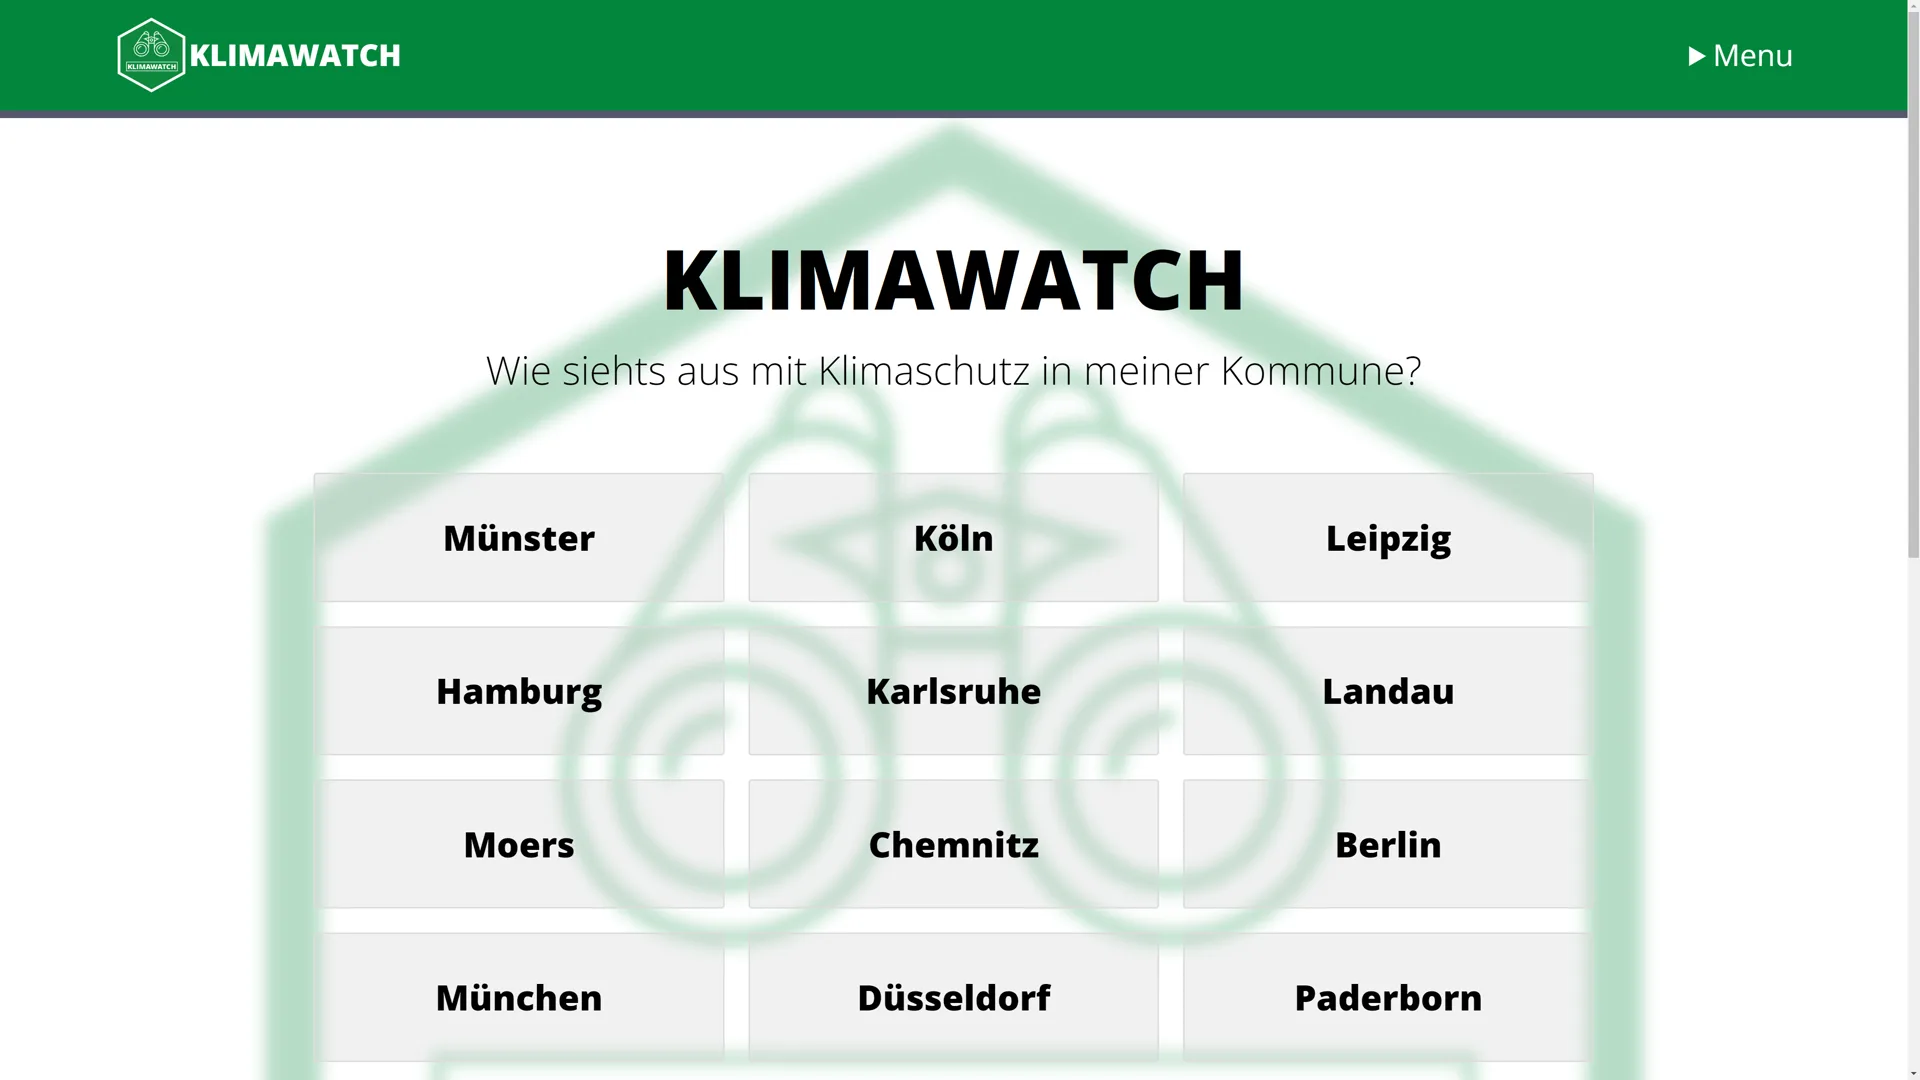 KLIMAWATCH
KLIMAWATCH
Menu
KLIMAWATCH
Wie siehts aus mit Klimaschutz in meiner Kommune?
Münster
Köln
Leipzig
Hamburg
Karlsruhe
Landau
Moers
Chemnitz
Berlin
München
Düsseldorf
Paderborn